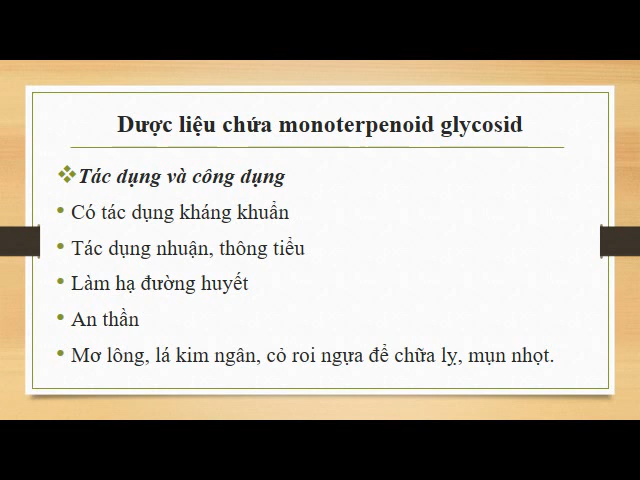 Dược liệu chứa monoterpenoid glycosid
❖Tác dụng và công dụng
• Có tác dụng kháng khuẩn
• Tác dụng nhuận, thông tiểu
• Làm hạ đường huyết
• An thần
• Mơ lông, lá kim ngân, cỏ roi ngựa để chữa lỵ, mụn nhọt.